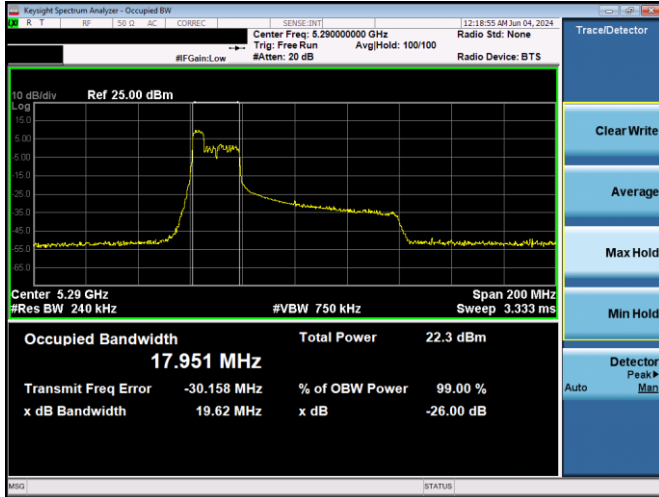 Keysight Spectrum Analyzer - Occupied BW
LXI R T RF 50 Ω AC CORREC SENSE:INT 12:18:55 AM Jun 04, 2024
Center Freq: 5.290000000 GHz Radio Std: None
Trig: Free Run Avg|Hold: 100/100
#IFGain:Low #Atten: 20 dB Radio Device: BTS
Trace/Detector
10 dB/div Ref 25.00 dBm
Log
15.0
5.00
-5.00
-15.0
-25.0
-35.0
-45.0
-55.0
-65.0
Center 5.29 GHz Span 200 MHz
#Res BW 240 kHz #VBW 750 kHz Sweep 3.333 ms
Occupied Bandwidth Total Power 22.3 dBm
17.951 MHz
Transmit Freq Error -30.158 MHz % of OBW Power 99.00 %
x dB Bandwidth 19.62 MHz x dB -26.00 dB
Clear Write
Average
Max Hold
Min Hold
Detector
Peak▶
Auto Man
MSG STATUS